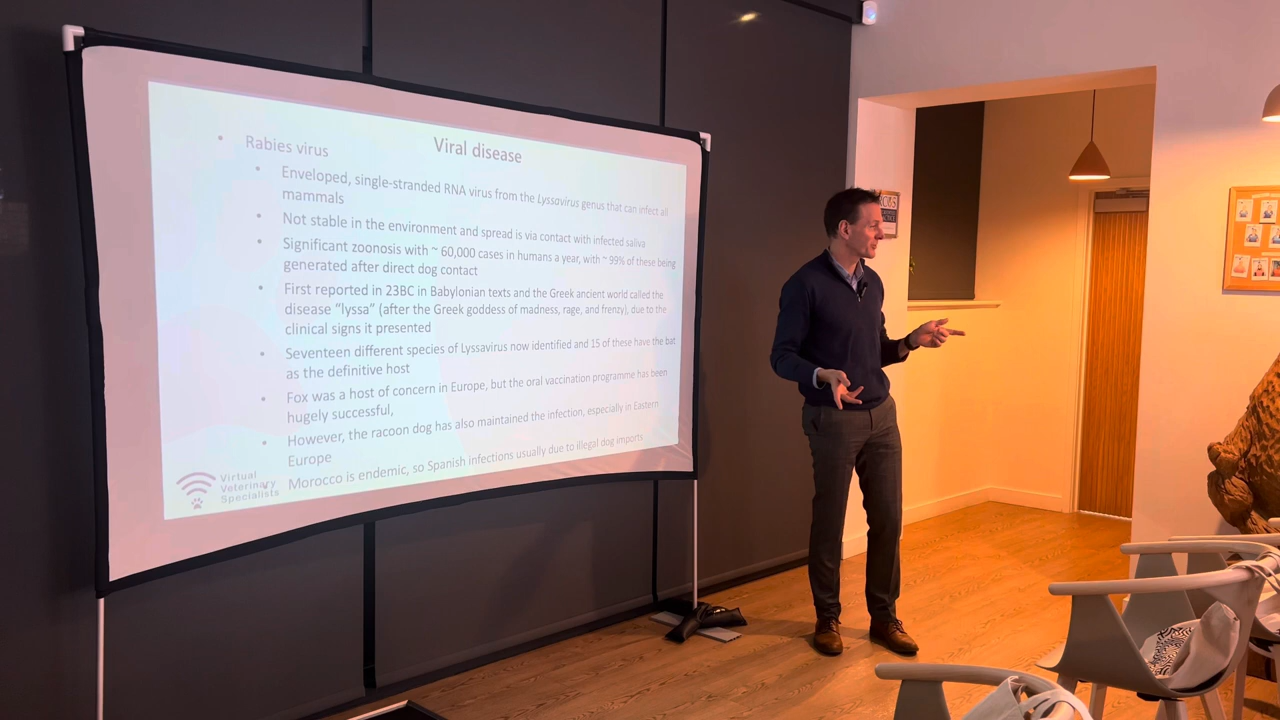 Viral disease
• Rabies virus
• Enveloped, single-stranded RNA virus from the Lyssavirus genus that can infect all
mammals
• Not stable in the environment and spread is via contact with infected saliva
• Significant zoonosis with ~ 60,000 cases in humans a year, with ~ 99% of these being
generated after direct dog contact
• First reported in 23BC in Babylonian texts and the Greek ancient world called the
disease “lyssa” (after the Greek goddess of madness, rage, and frenzy), due to the
clinical signs it presented
• Seventeen different species of Lyssavirus now identified and 15 of these have the bat
as the definitive host
• Fox was a host of concern in Europe, but the oral vaccination programme has been
hugely successful,
• However, the racoon dog has also maintained the infection, especially in Eastern
Europe
• Morocco is endemic, so Spanish infections usually due to illegal dog imports
Virtual
Veterinary
Specialists